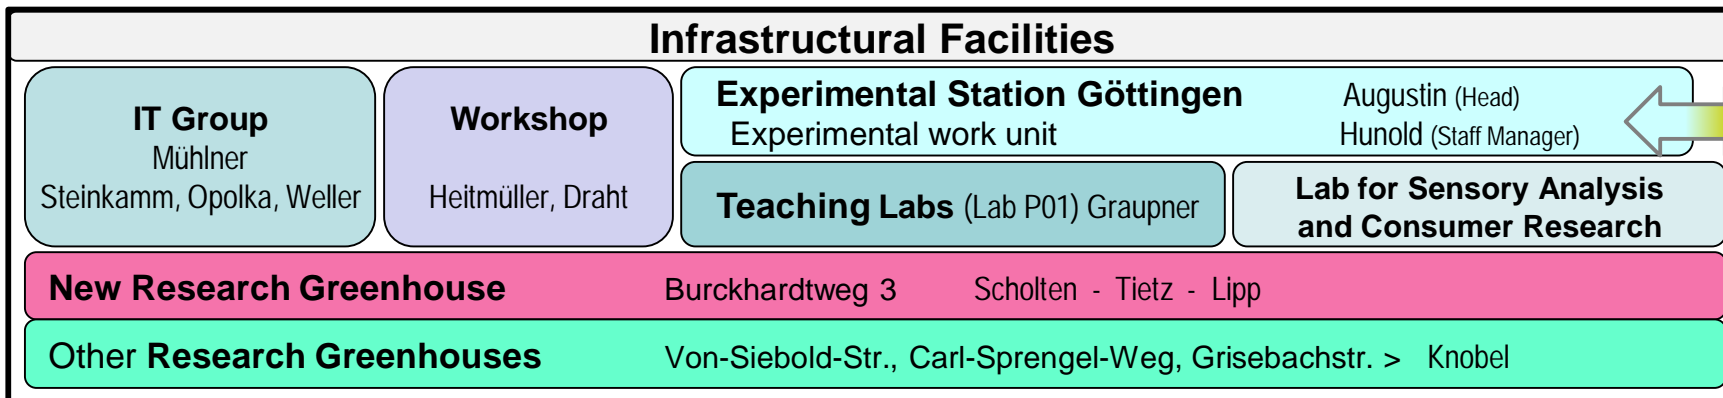 Infrastructural Facilities
IT Group
Mühlner
Steinkamm, Opolka, Weller
Workshop
Heitmüller, Draht
Experimental Station Göttingen Augustin (Head)
Experimental work unit Hunold (Staff Manager)
Teaching Labs (Lab P01) Graupner
Lab for Sensory Analysis
and Consumer Research
New Research Greenhouse Burckhardtweg 3 Scholten - Tietz - Lipp
Other Research Greenhouses Von-Siebold-Str., Carl-Sprengel-Weg, Grisebachstr. > Knobel